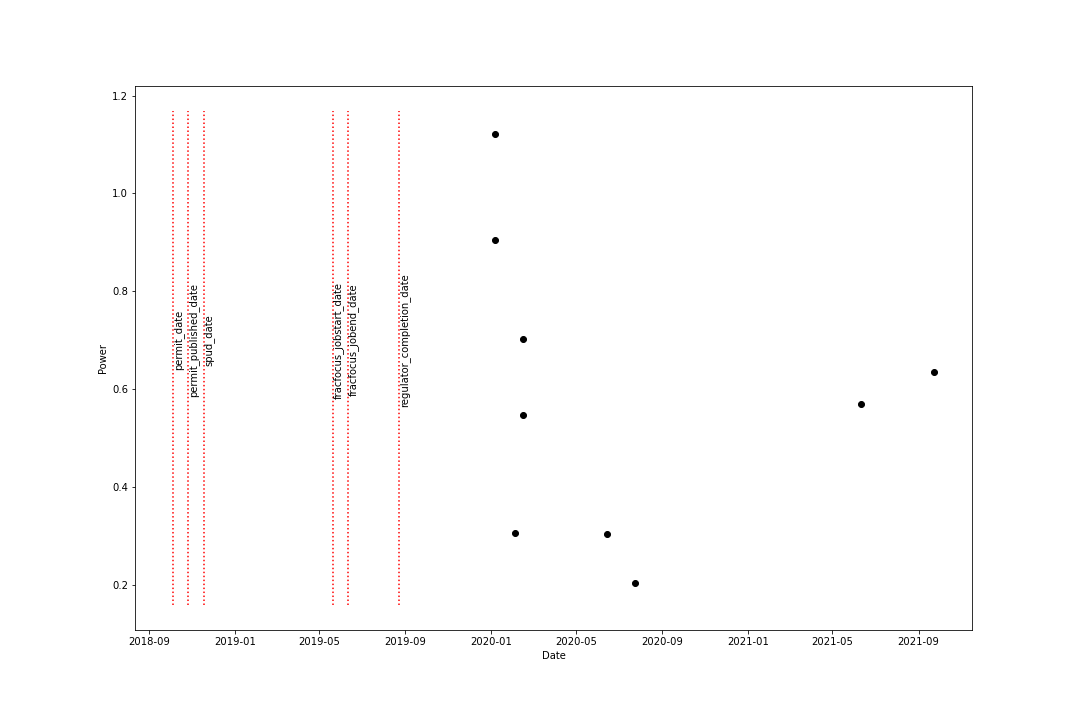 1.2
1.0
0.8
0.6
0.4
0.2
Power
permit_date
permit_published_date
spud_date
fracfocus_jobstart_date
fracfocus_jobend_date
regulator_completion_date
2018-09 2019-01 2019-05 2019-09 2020-01 2020-05 2020-09 2021-01 2021-05 2021-09
Date